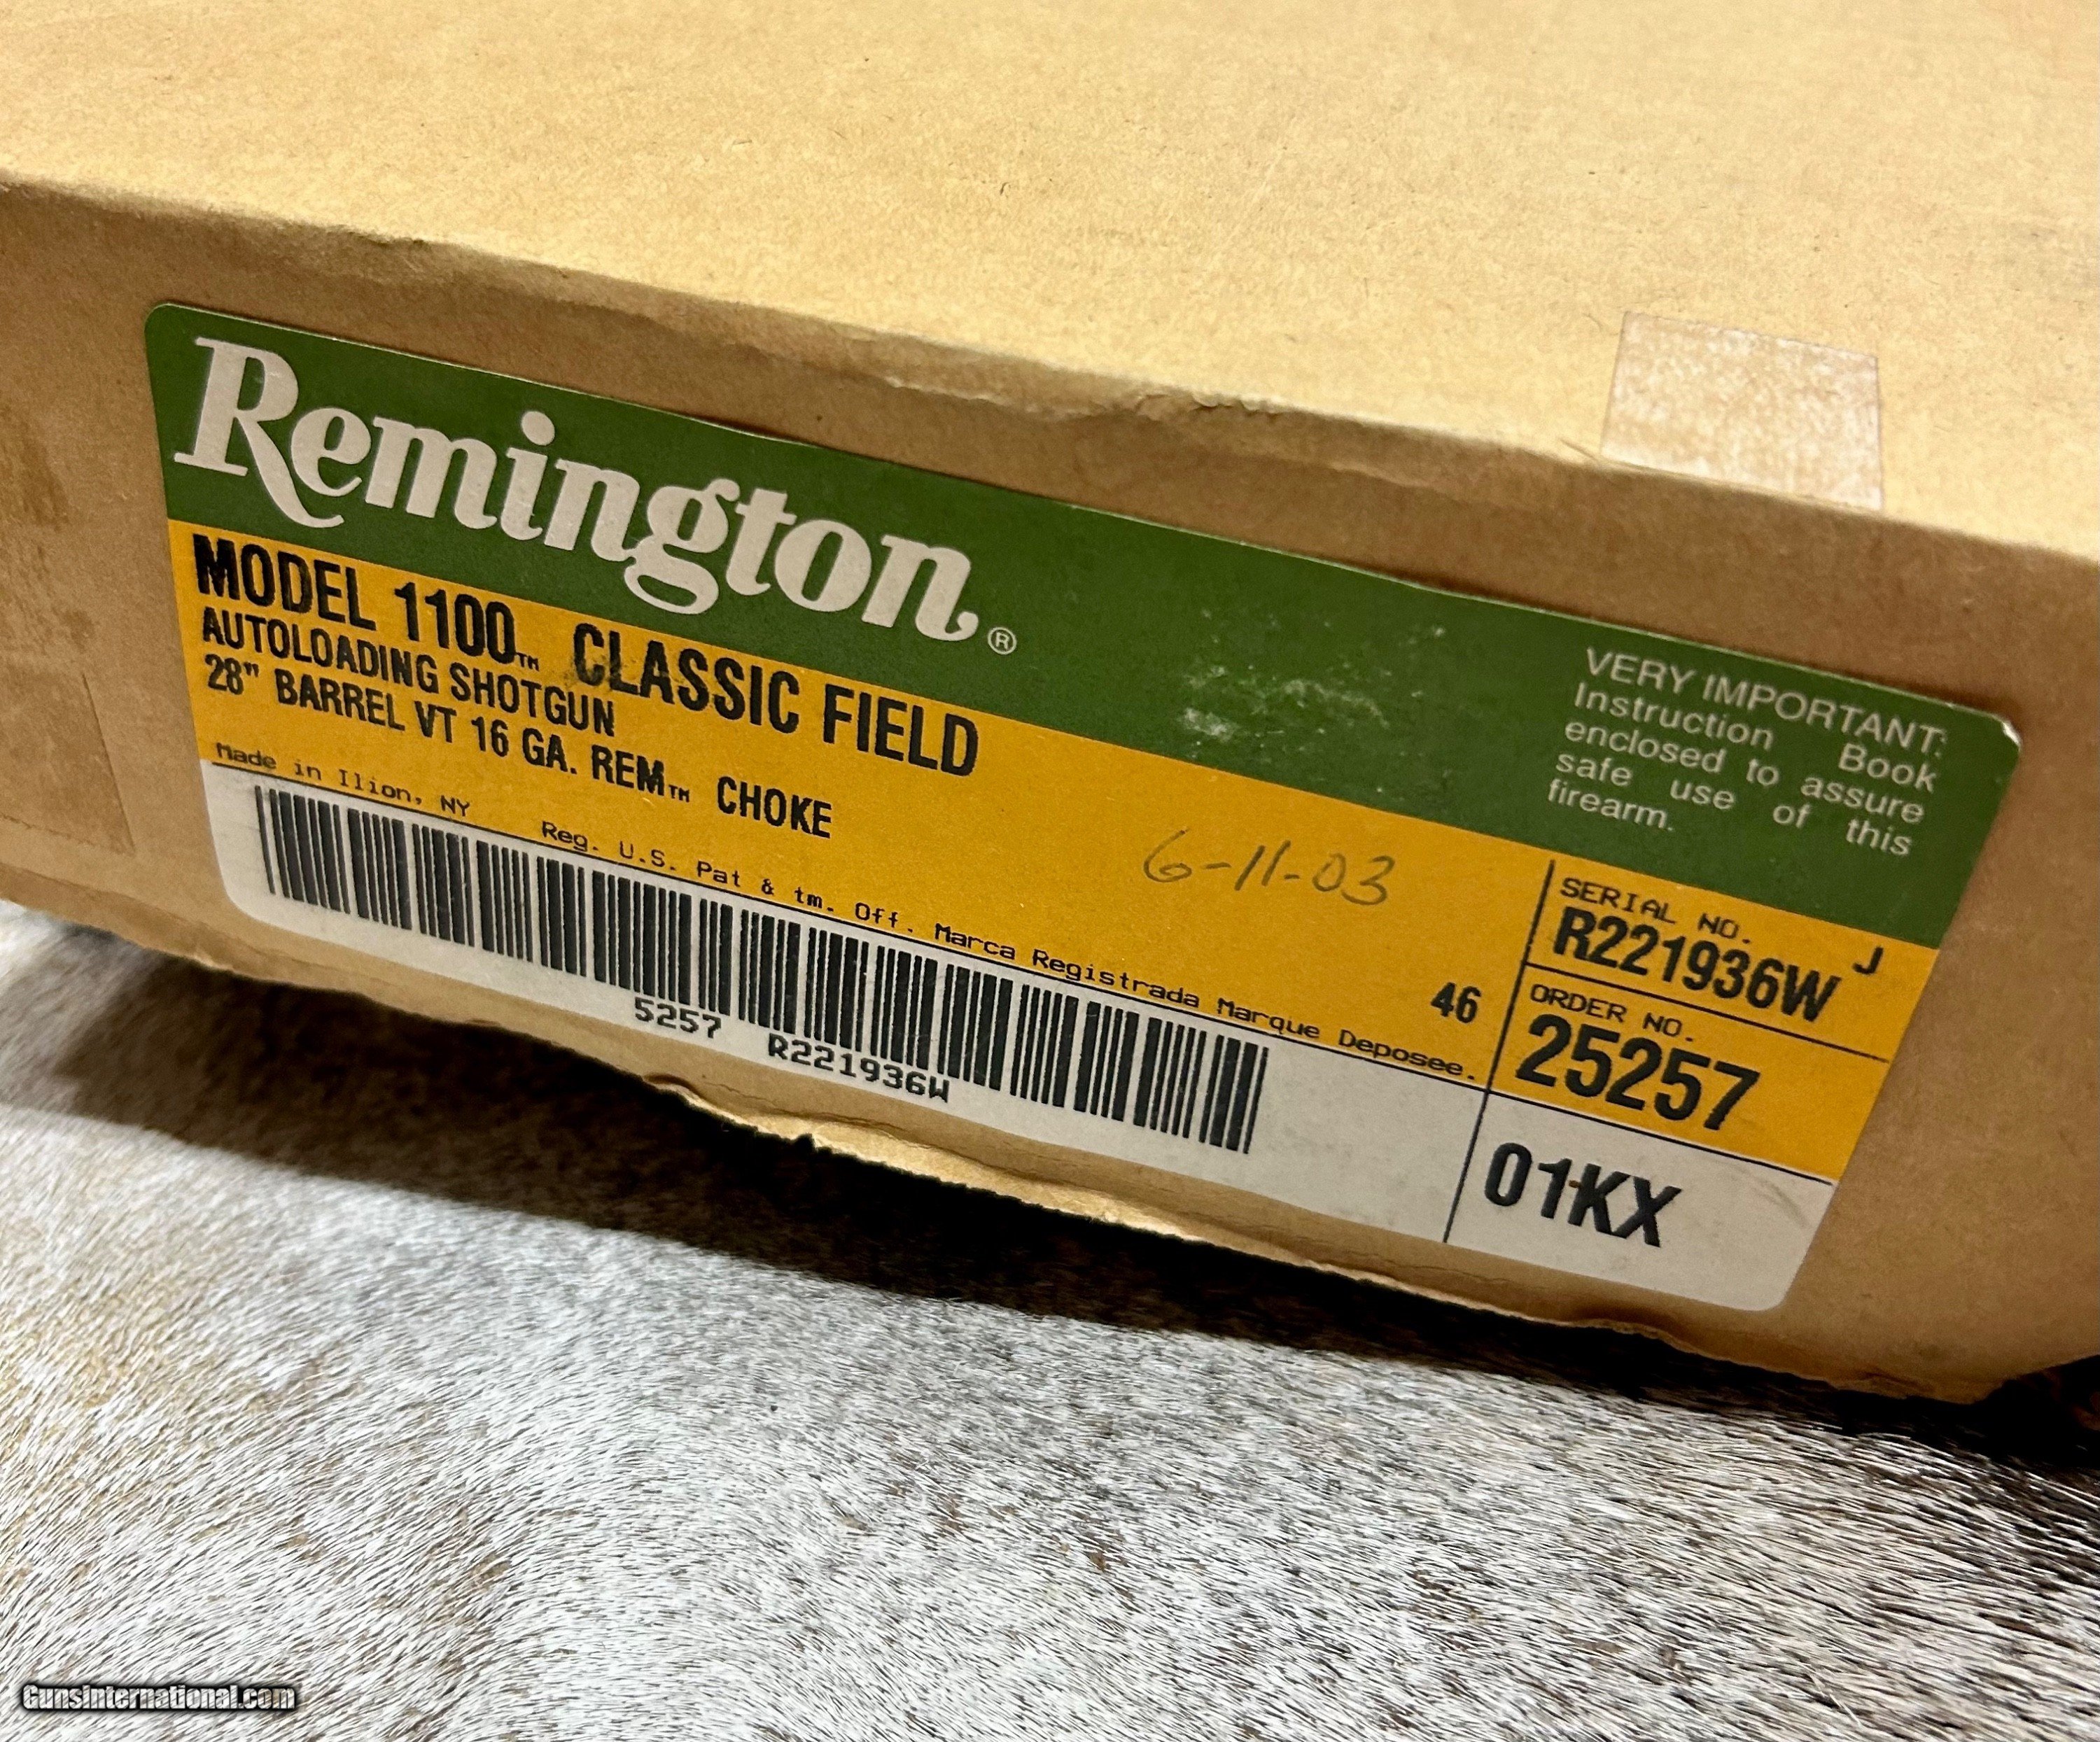 Remington®
VERY IMPORTANT:
Instruction Book
enclosed to assure
safe use of this
firearm.
MODEL 1100™ CLASSIC FIELD
AUTOLOADING SHOTGUN
28" BARREL VT 16 GA. REM™ CHOKE
Made in Ilion, NY Reg. U.S. Pat & tm. Off. Marca Registrada Marque Deposee.
6-11-03
46
SERIAL NO.
R221936W J
ORDER NO.
25257
01KX
5257 R221936W
GunsInternational.com